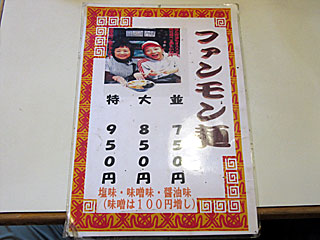 ファンモン麺
並 750円
大 850円
特 950円
塩味・味噌味・醤油味
(味噌は100円増し)